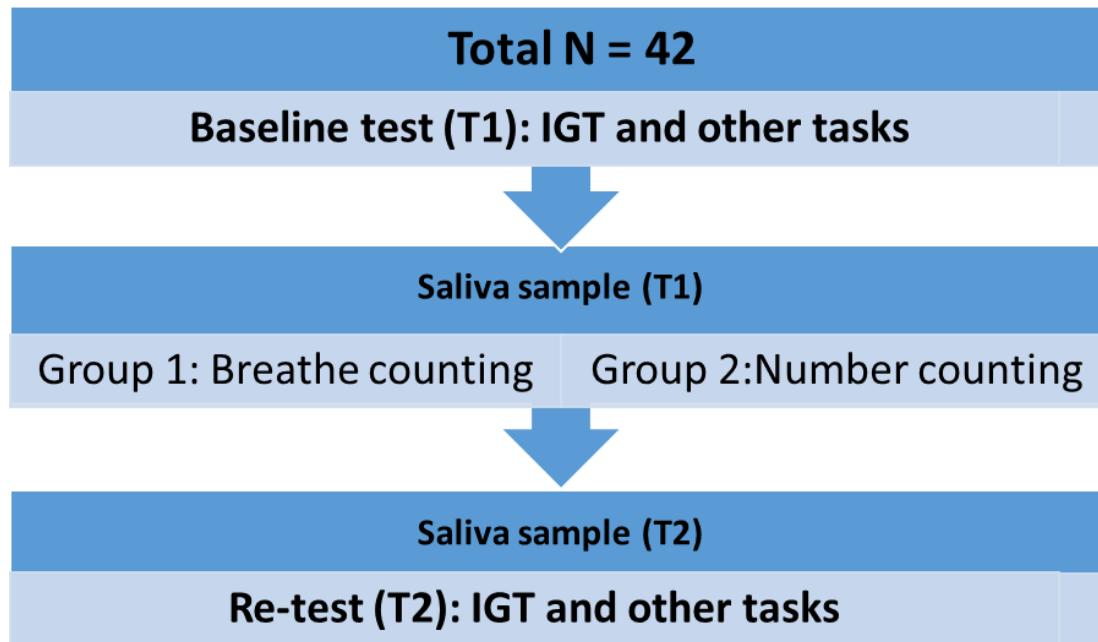 Total N = 42
Baseline test (T1): IGT and other tasks
Saliva sample (T1)
Group 1: Breathe counting
Group 2:Number counting
Saliva sample (T2)
Re-test (T2): IGT and other tasks